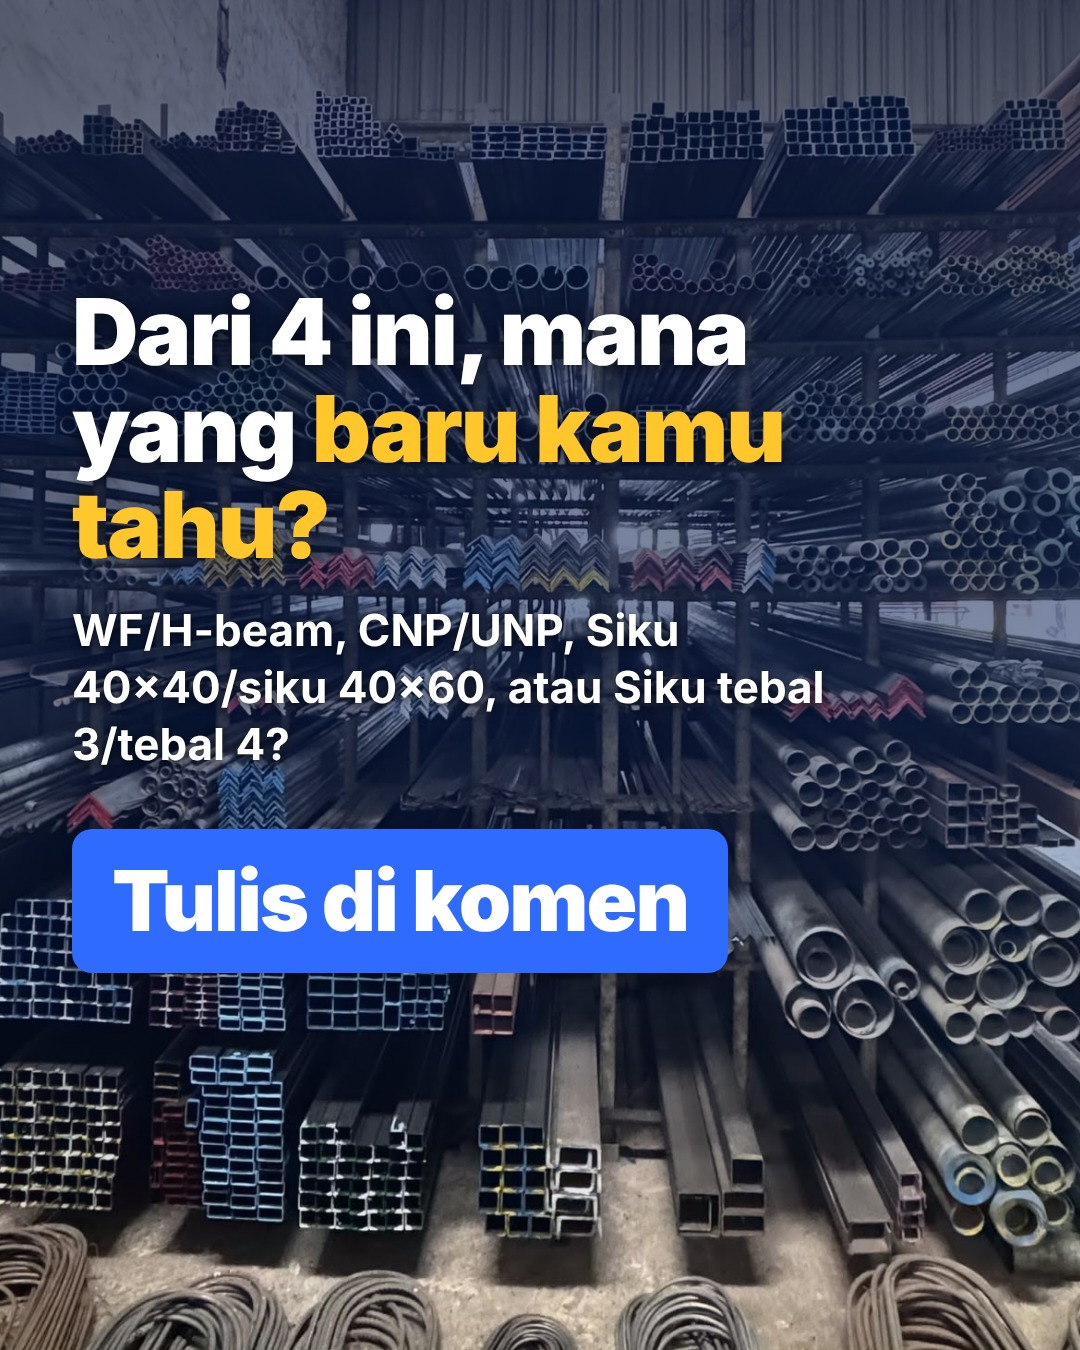 Dari 4 ini, mana
yang baru kamu
tahu?
WF/H-beam, CNP/UNP, Siku
40×40/siku 40×60, atau Siku tebal
3/tebal 4?
Tulis di komen